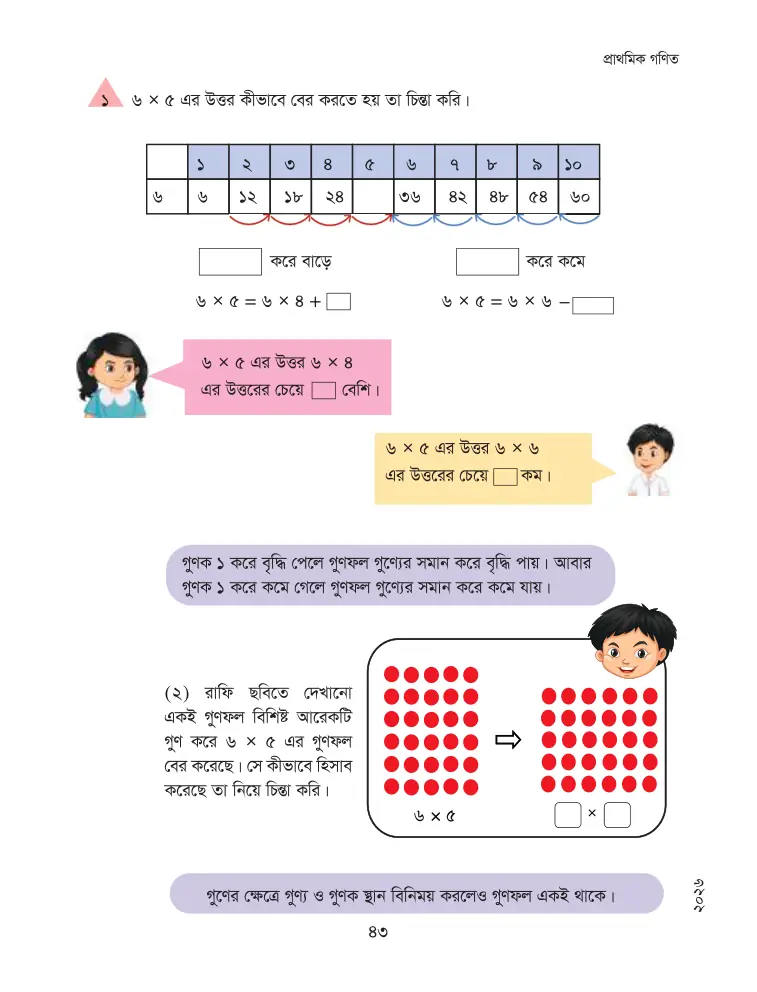 প্রাথমিক গণিত
১ ৬ × ৫ এর উত্তর কীভাবে বের করতে হয় তা চিন্তা করি।
১ ২ ৩ ৪ ৫ ৬ ৭ ৮ ৯ ১০
৬ ৬ ১২ ১৮ ২৪ ৩৬ ৪২ ৪৮ ৫৪ ৬০
করে বাড়ে করে কমে
৬ × ৫ = ৬ × ৪ + ৬ × ৫ = ৬ × ৬ −
৬ × ৫ এর উত্তর ৬ × ৪
এর উত্তরের চেয়ে বেশি।
৬ × ৫ এর উত্তর ৬ × ৬
এর উত্তরের চেয়ে কম।
গুণক ১ করে বৃদ্ধি পেলে গুণফল গুণ্যের সমান করে বৃদ্ধি পায়। আবার
গুণক ১ করে কমে গেলে গুণফল গুণ্যের সমান করে কমে যায়।
(২) রাফি ছবিতে দেখানো
একই গুণফল বিশিষ্ট আরেকটি
গুণ করে ৬ × ৫ এর গুণফল
বের করেছে। সে কীভাবে হিসাব
করেছে তা নিয়ে চিন্তা করি।
৬ × ৫ ×
গুণের ক্ষেত্রে গুণ্য ও গুণক স্থান বিনিময় করলেও গুণফল একই থাকে।
২০২৬
৪৩